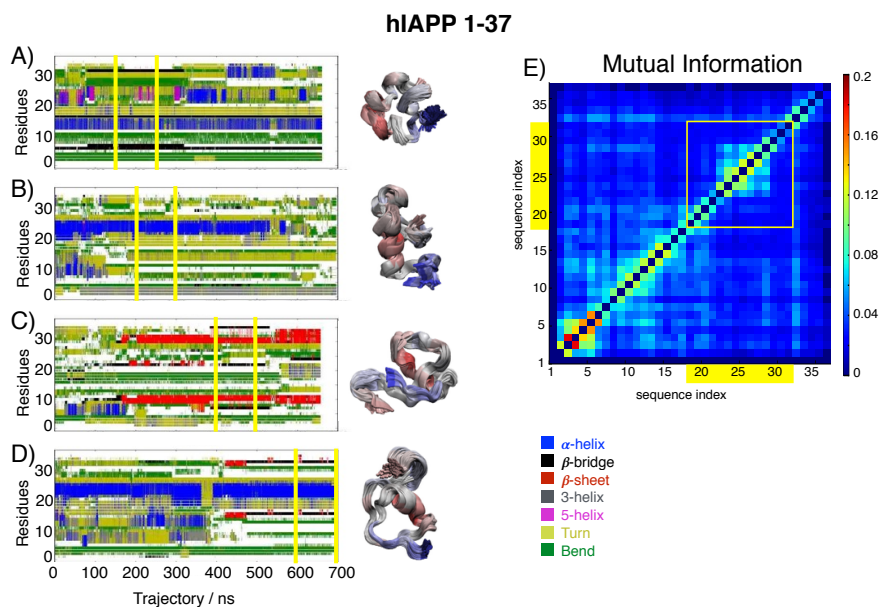 hIAPP 1-37
A)
Residues
30
20
10
0
B)
Residues
30
20
10
0
C)
Residues
30
20
10
0
D)
Residues
30
20
10
0
0 100 200 300 400 500 600 700
Trajectory / ns
E)
Mutual Information
sequence index
35
30
25
20
15
10
5
1
1 5 10 15 20 25 30 35
sequence index
0.2
0.16
0.12
0.08
0.04
0
α-helix
β-bridge
β-sheet
3-helix
5-helix
Turn
Bend